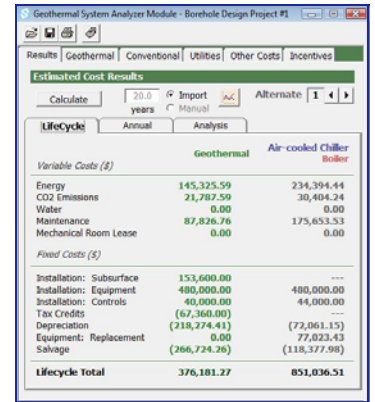 Geothermal System Analyzer Module - Borehole Design Project #1
Results Geothermal Conventional Utilities Other Costs Incentives
Estimated Cost Results
Calculate 20.0 years Import Manual Alternate 1
LifeCycle Annual Analysis
Variable Costs ($) Geothermal Air-cooled Chiller Boiler
Energy 145,325.59 234,394.44
CO2 Emissions 21,787.59 30,404.24
Water 0.00 0.00
Maintenance 87,826.76 175,653.53
Mechanical Room Lease 0.00 0.00
Fixed Costs ($)
Installation: Subsurface 153,600.00 ---
Installation: Equipment 480,000.00 480,000.00
Installation: Controls 40,000.00 44,000.00
Tax Credits (67,360.00) ---
Depreciation (218,274.41) (72,061.15)
Equipment: Replacement 0.00 77,023.43
Salvage (266,724.26) (118,377.98)
Lifecycle Total 376,181.27 851,036.51